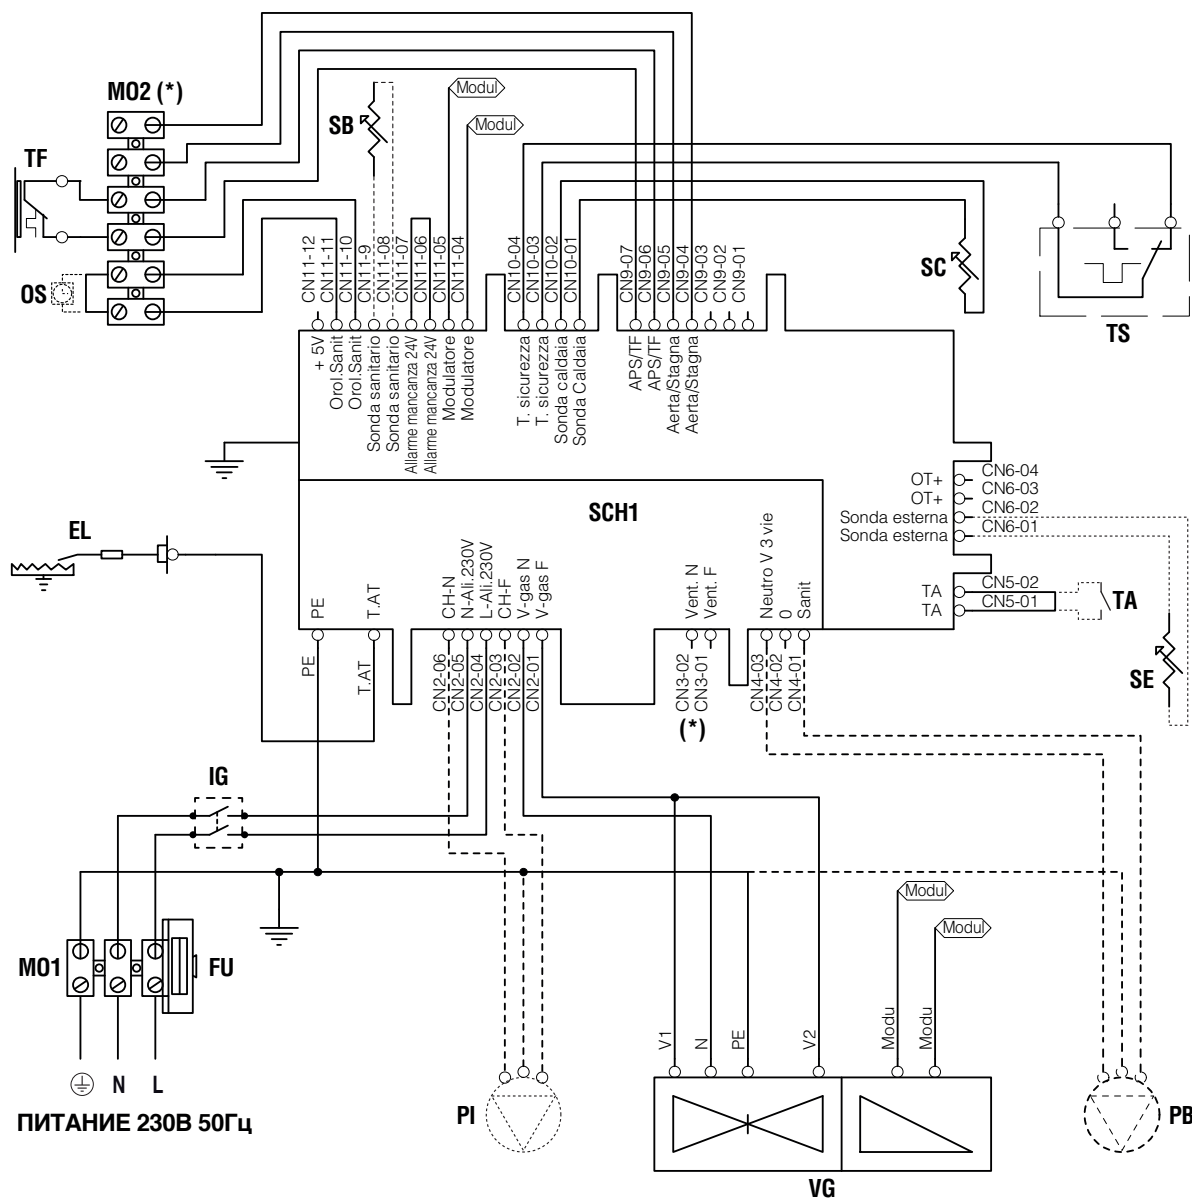 MO2 (*)
Modul
SB
Modul
TF
OS
SC
TS
CN11-12
CN11-11
CN11-10
CN11-9
CN11-08
CN11-07
CN11-06
CN11-05
CN11-04
CN10-04
CN10-03
CN10-02
CN10-01
CN9-07
CN9-06
CN9-05
CN9-04
CN9-03
CN9-02
CN9-01
+ 5V
Orol.Sanit
Orol.Sanit
Sonda sanitario
Sonda sanitario
Allarme mancanza 24V
Allarme mancanza 24V
Modulatore
Modulatore
T. sicurezza
T. sicurezza
Sonda caldaia
Sonda Caldaia
APS/TF
APS/TF
Aerta/Stagna
Aerta/Stagna
OT+ CN6-04
OT+ CN6-03
Sonda esterna CN6-02
Sonda esterna CN6-01
SCH1
EL
TA CN5-02
TA CN5-01
TA
SE
PE
T.AT
CH-N
N-Ali.230V
L-Ali.230V
CH-F
V-gas N
V-gas F
Vent. N
Vent. F
Neutro V 3 vie
0
Sanit
PE
T.AT
CN2-06
CN2-05
CN2-04
CN2-03
CN2-02
CN2-01
CN3-02
CN3-01
CN4-03
CN4-02
CN4-01
(*)
IG
Modul
Modul
MO1
FU
V1
N
PE
V2
Modu
Modu
N
L
ПИТАНИЕ 230В 50Гц
PI
PB
VG